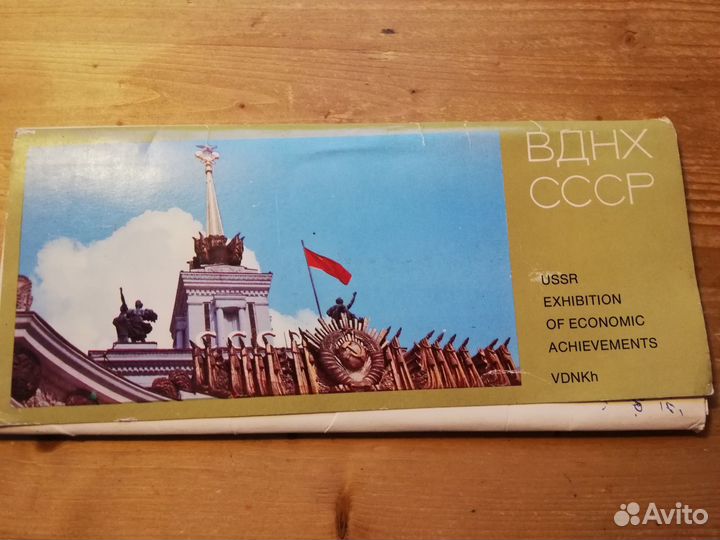 ВДНХ
СССР
USSR
EXHIBITION
OF ECONOMIC
ACHIEVEMENTS
VDNKh
Avito